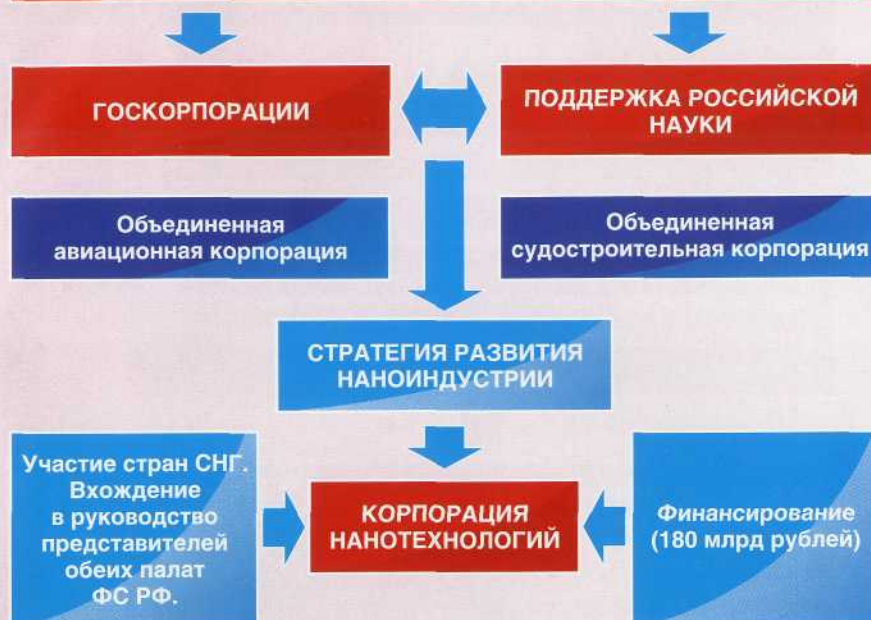 ГОСКОРПОРАЦИИ
ПОДДЕРЖКА РОССИЙСКОЙ
НАУКИ
Объединенная
авиационная корпорация
Объединенная
судостроительная корпорация
СТРАТЕГИЯ РАЗВИТИЯ
НАНОИНДУСТРИИ
Участие стран СНГ.
Вхождение
в руководство
представителей
обеих палат
ФС РФ.
КОРПОРАЦИЯ
НАНОТЕХНОЛОГИЙ
Финансирование
(180 млрд рублей)